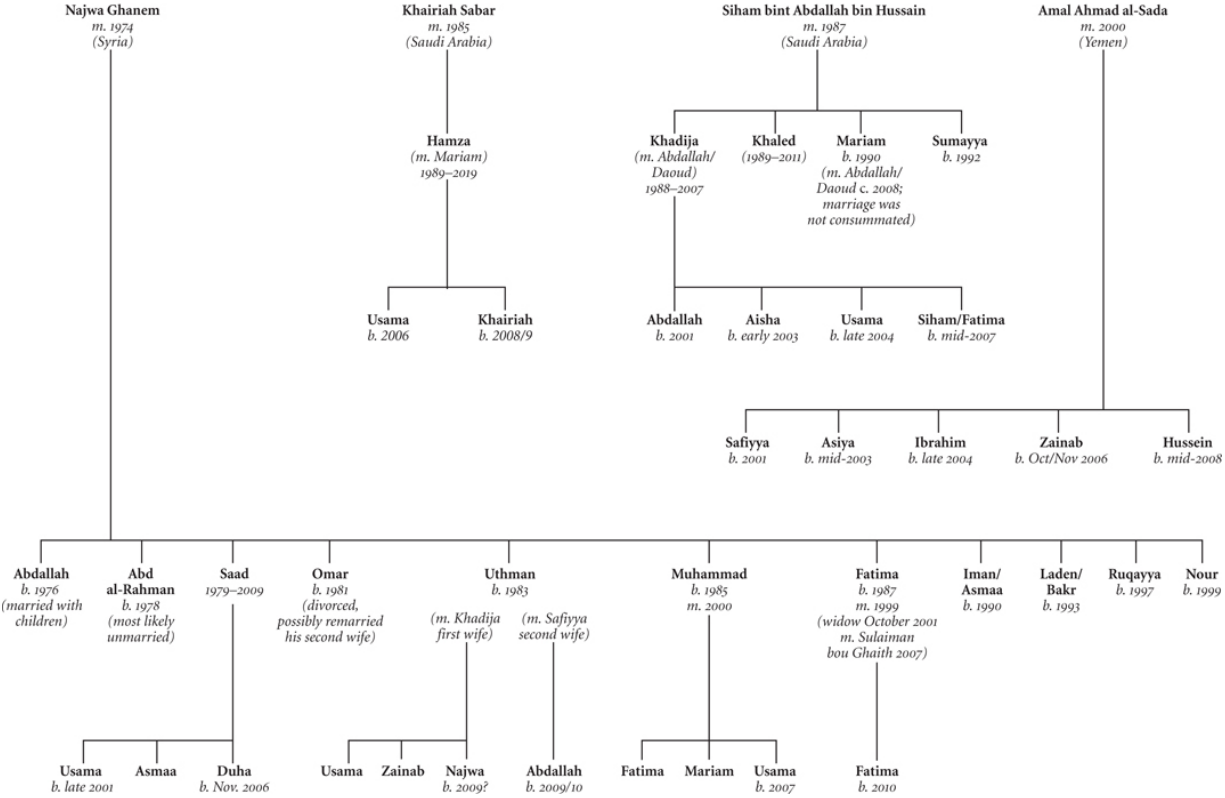 Najwa Ghanem
m. 1974
(Syria)
Khairiah Sabar
m. 1985
(Saudi Arabia)
Siham bint Abdallah bin Hussain
m. 1987
(Saudi Arabia)
Amal Ahmad al-Sada
m. 2000
(Yemen)
Hamza
(m. Mariam)
1989–2019
Khadija
(m. Abdallah/
Daoud)
1988–2007
Khaled
(1989–2011)
Mariam
b. 1990
(m. Abdallah/
Daoud c. 2008;
marriage was
not consummated)
Sumayya
b. 1992
Usama
b. 2006
Khairiah
b. 2008/9
Abdallah
b. 2001
Aisha
b. early 2003
Usama
b. late 2004
Siham/Fatima
b. mid-2007
Safiyya
b. 2001
Asiya
b. mid-2003
Ibrahim
b. late 2004
Zainab
b. Oct/Nov 2006
Hussein
b. mid-2008
Abdallah
b. 1976
(married with
children)
Abd
al-Rahman
b. 1978
(most likely
unmarried)
Saad
1979–2009
Omar
b. 1981
(divorced,
possibly remarried
his second wife)
Uthman
b. 1983
(m. Khadija
first wife)
(m. Safiyya
second wife)
Muhammad
b. 1985
m. 2000
Fatima
b. 1987
m. 1999
(widow October 2001
m. Sulaiman
bou Ghaith 2007)
Iman/
Asmaa
b. 1990
Laden/
Bakr
b. 1993
Ruqayya
b. 1997
Nour
b. 1999
Usama
b. late 2001
Asmaa
Duha
b. Nov. 2006
Usama
Zainab
Najwa
b. 2009?
Abdallah
b. 2009/10
Fatima
Mariam
Usama
b. 2007
Fatima
b. 2010